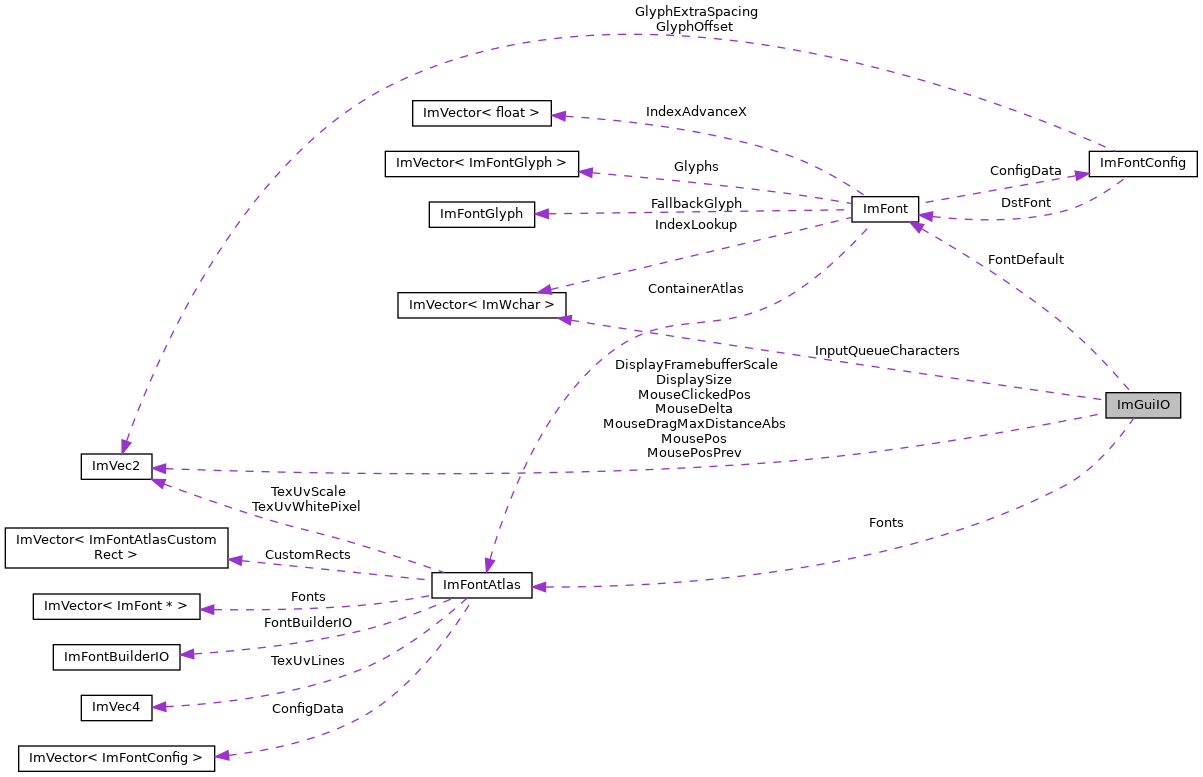 GlyphExtraSpacing
GlyphOffset
ImVector< float >
IndexAdvanceX
ImVector< ImFontGlyph >
Glyphs
ConfigData
ImFontConfig
ImFontGlyph
FallbackGlyph
ImFont
DstFont
IndexLookup
FontDefault
ContainerAtlas
ImVector< ImWchar >
InputQueueCharacters
DisplayFramebufferScale
DisplaySize
MouseClickedPos
MouseDelta
MouseDragMaxDistanceAbs
MousePos
MousePosPrev
ImGuiIO
ImVec2
TexUvScale
TexUvWhitePixel
Fonts
ImVector< ImFontAtlasCustom
Rect >
CustomRects
ImFontAtlas
ImVector< ImFont * >
Fonts
FontBuilderIO
ImFontBuilderIO
TexUvLines
ImVec4
ConfigData
ImVector< ImFontConfig >